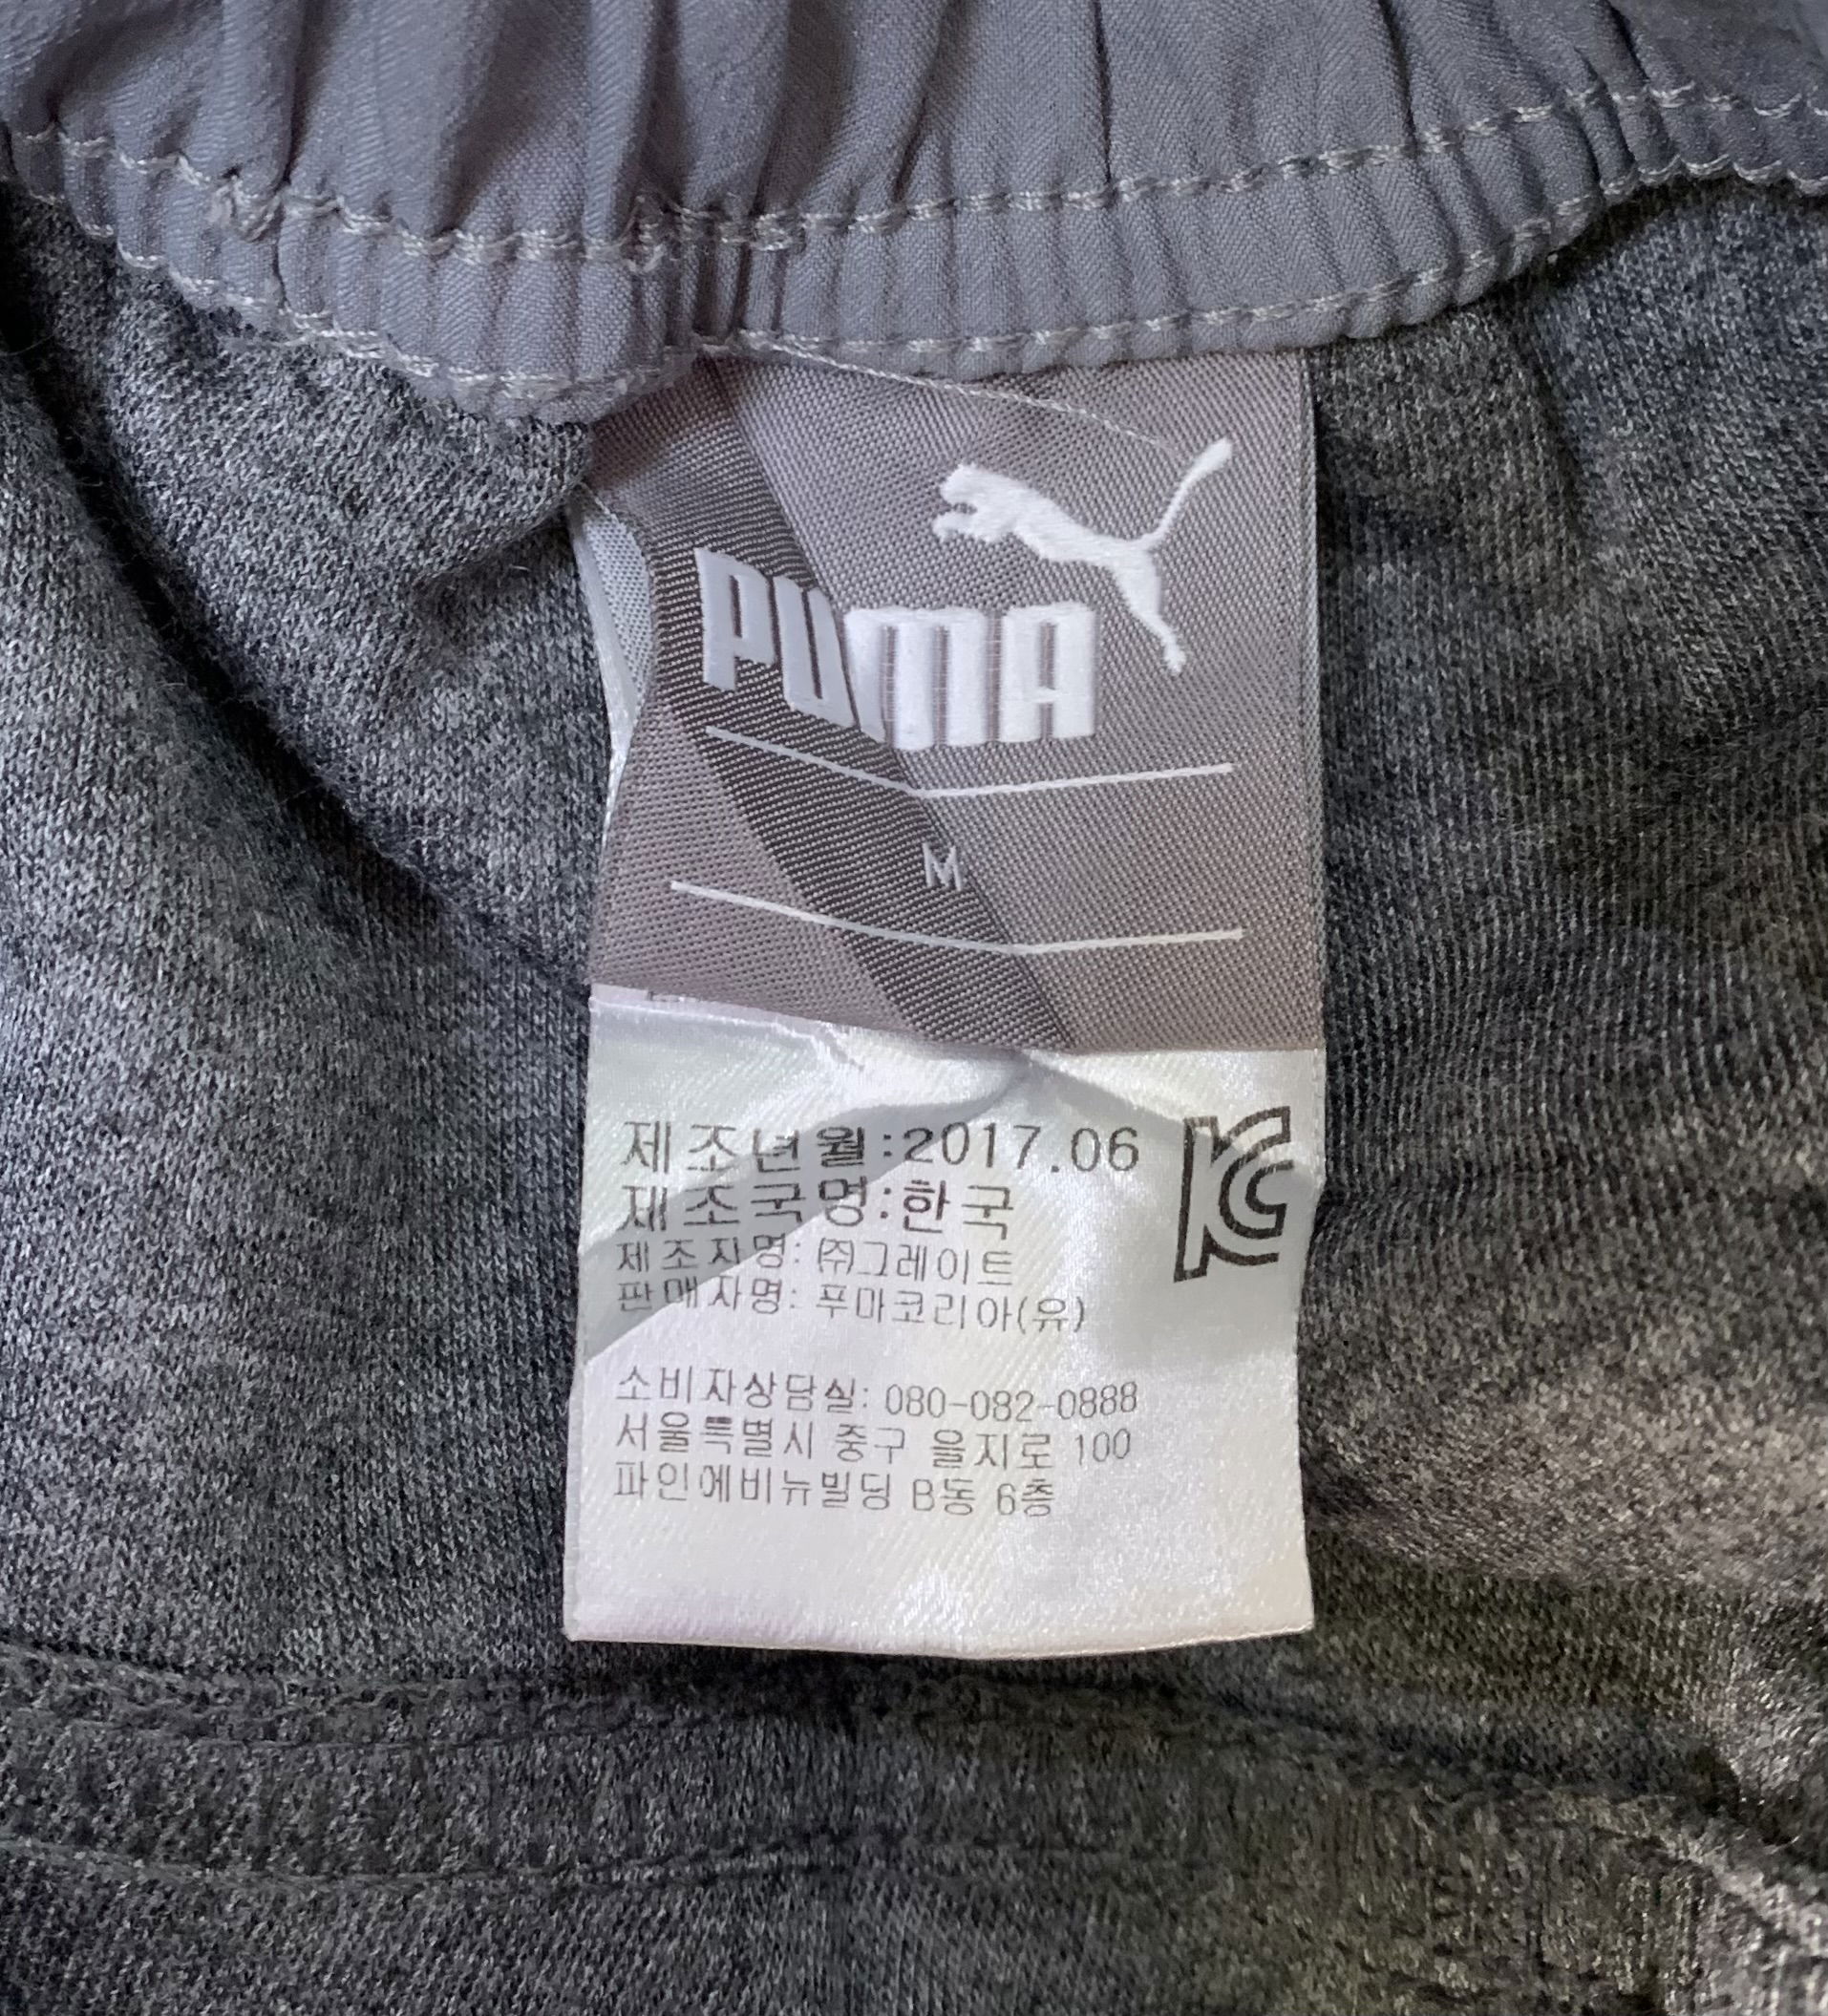 PUMA
M
제조년월:2017.06
제조국명:한국
제조자명: ㈜그레이트
판매자명: 푸마코리아(유)
소비자상담실: 080-082-0888
서울특별시 중구 을지로 100
파인에비뉴빌딩 B동 6층